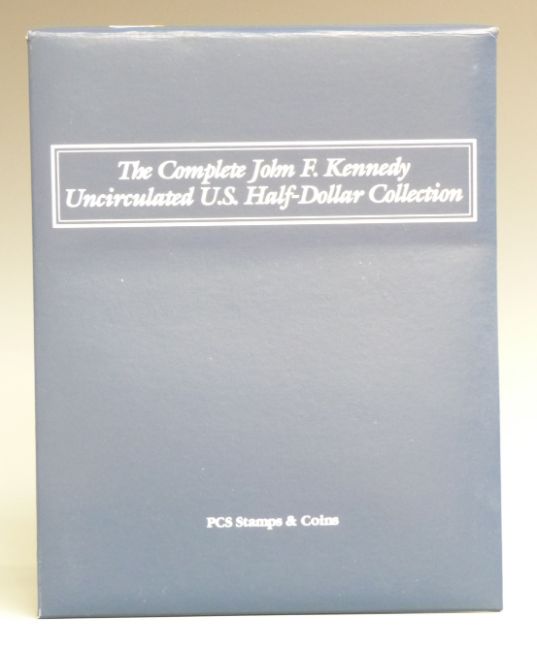 The Complete John F. Kennedy
Uncirculated U.S. Half-Dollar Collection
PCS Stamps & Coins